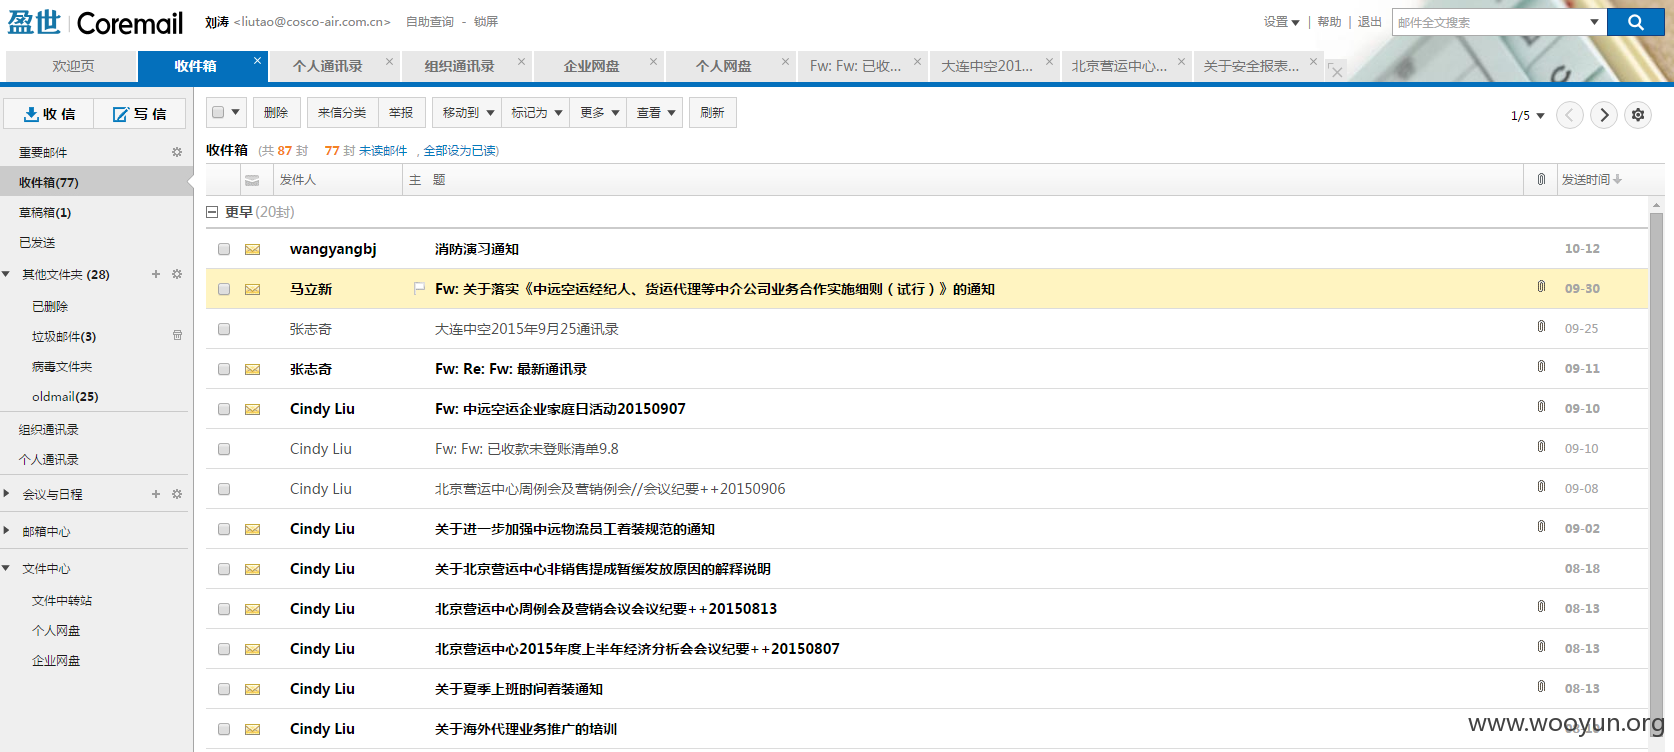 盈世 Coremail 刘涛 <liutao@cosco-air.com.cn> 自助查询 - 锁屏 设置 | 帮助 | 退出 邮件全文搜索
欢迎页 收件箱 个人通讯录 组织通讯录 企业网盘 个人网盘 Fw: Fw: 已收... 大连中空201... 北京营运中心... 关于安全报表...
收信 写信
删除 来信分类 举报 移动到 标记为 更多 查看 刷新 1/5
收件箱 (共 87 封 77 封 未读邮件 , 全部设为已读)
发件人 主 题 发送时间
更早 (20封)
重要邮件
收件箱(77)
草稿箱(1)
已发送
其他文件夹 (28)
已删除
垃圾邮件(3)
病毒文件夹
oldmail(25)
组织通讯录
个人通讯录
会议与日程
邮箱中心
文件中心
文件中转站
个人网盘
企业网盘
wangyangbj 消防演习通知 10-12
马立新 Fw: 关于落实《中远空运经纪人、货运代理等中介公司业务合作实施细则（试行）》的通知 09-30
张志奇 大连中空2015年9月25通讯录 09-25
张志奇 Fw: Re: Fw: 最新通讯录 09-11
Cindy Liu Fw: 中远空运企业家庭日活动20150907 09-10
Cindy Liu Fw: Fw: 已收款未登账清单9.8 09-10
Cindy Liu 北京营运中心周例会及营销例会//会议纪要++20150906 09-08
Cindy Liu 关于进一步加强中远物流员工着装规范的通知 09-02
Cindy Liu 关于北京营运中心非销售提成暂缓发放原因的解释说明 08-18
Cindy Liu 北京营运中心周例会及营销会议会议纪要++20150813 08-13
Cindy Liu 北京营运中心2015年度上半年经济分析会会议纪要++20150807 08-13
Cindy Liu 关于夏季上班时间着装通知 08-13
Cindy Liu 关于海外代理业务推广的培训
www.wooyun.org